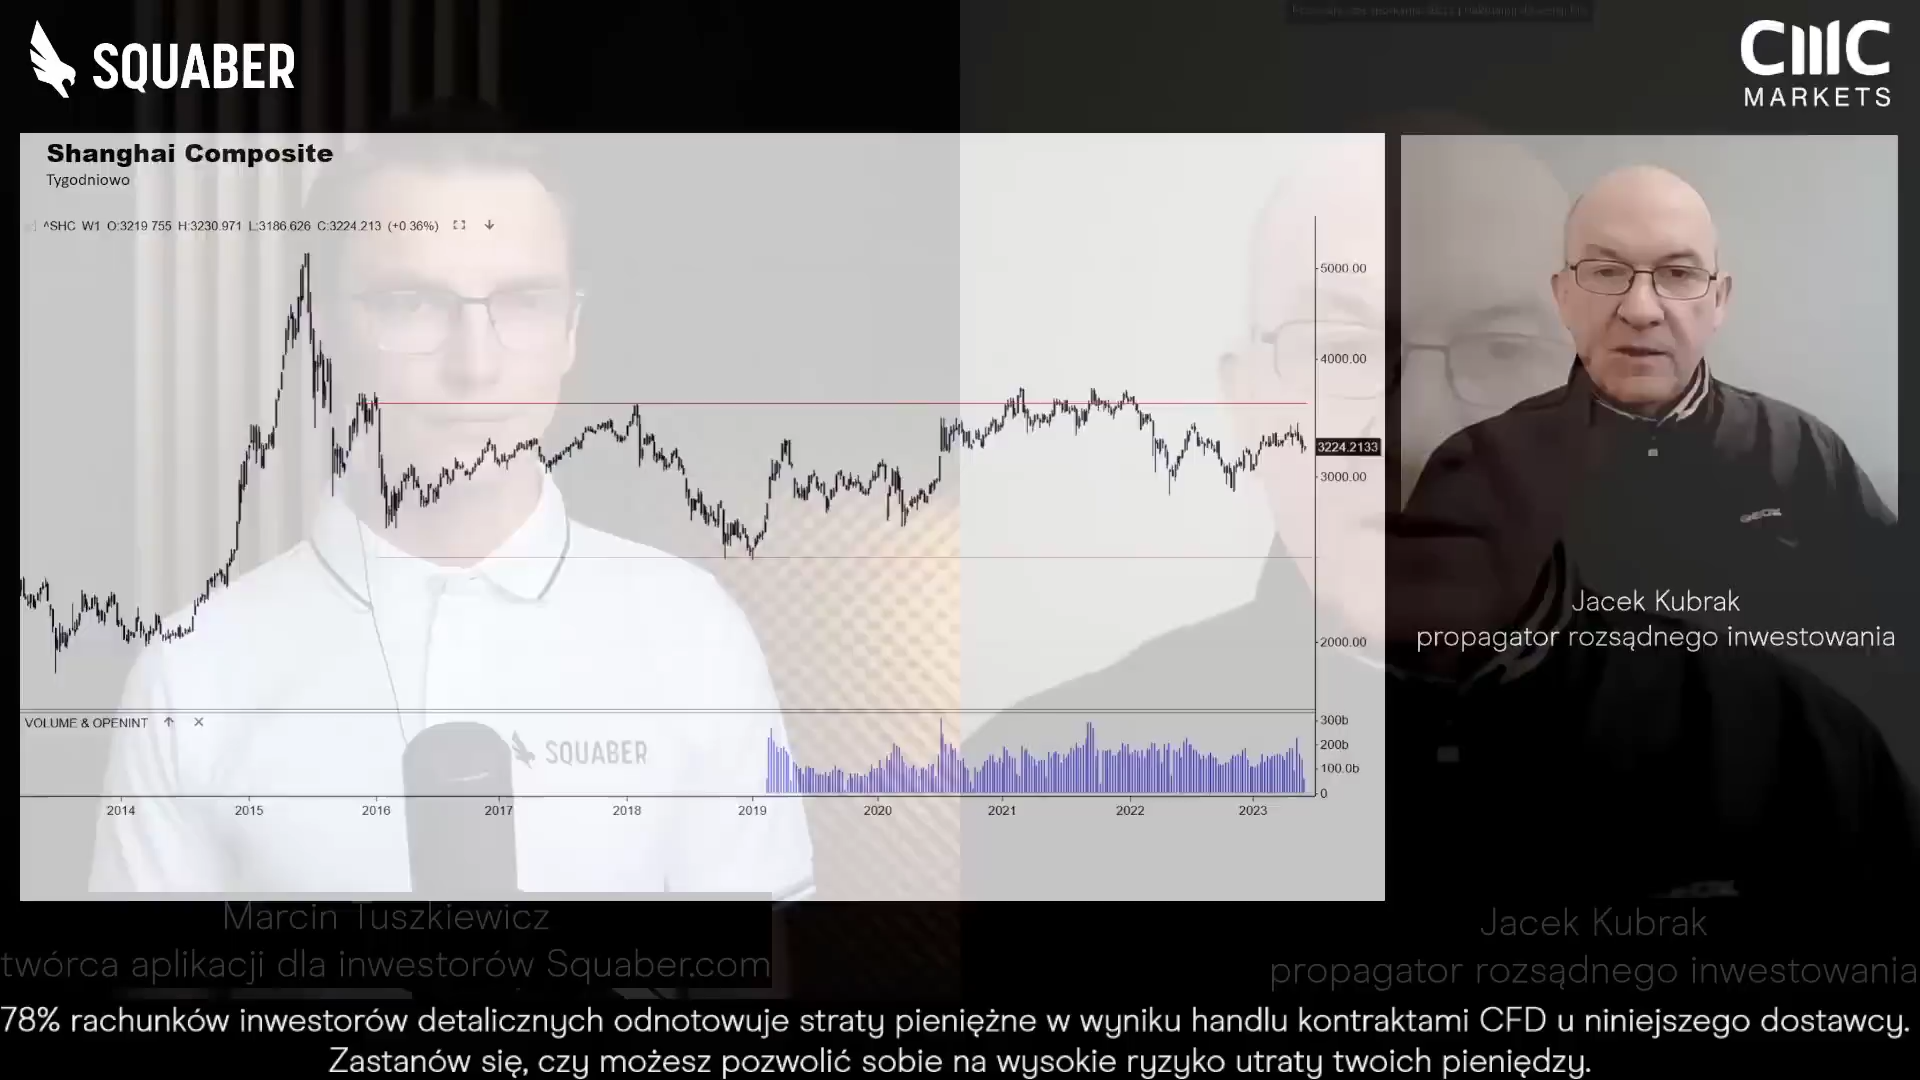 SQUABER
CMC
MARKETS
Shanghai Composite
Tygodniowo
^SHC W1 O:3219.755 H:3230.971 L:3186.626 C:3224.213 (+0.36%)
5000.00
4000.00
3224.2133
3000.00
2000.00
VOLUME & OPENINT
300b
200b
100.0b
0
2014 2015 2016 2017 2018 2019 2020 2021 2022 2023
SQUABER
GEOX
Jacek Kubrak
propagator rozsądnego inwestowania
Marcin Tuszkiewicz
twórca aplikacji dla inwestorów Squaber.com
Jacek Kubrak
propagator rozsądnego inwestowania
78% rachunków inwestorów detalicznych odnotowuje straty pieniężne w wyniku handlu kontraktami CFD u niniejszego dostawcy.
Zastanów się, czy możesz pozwolić sobie na wysokie ryzyko utraty twoich pieniędzy.